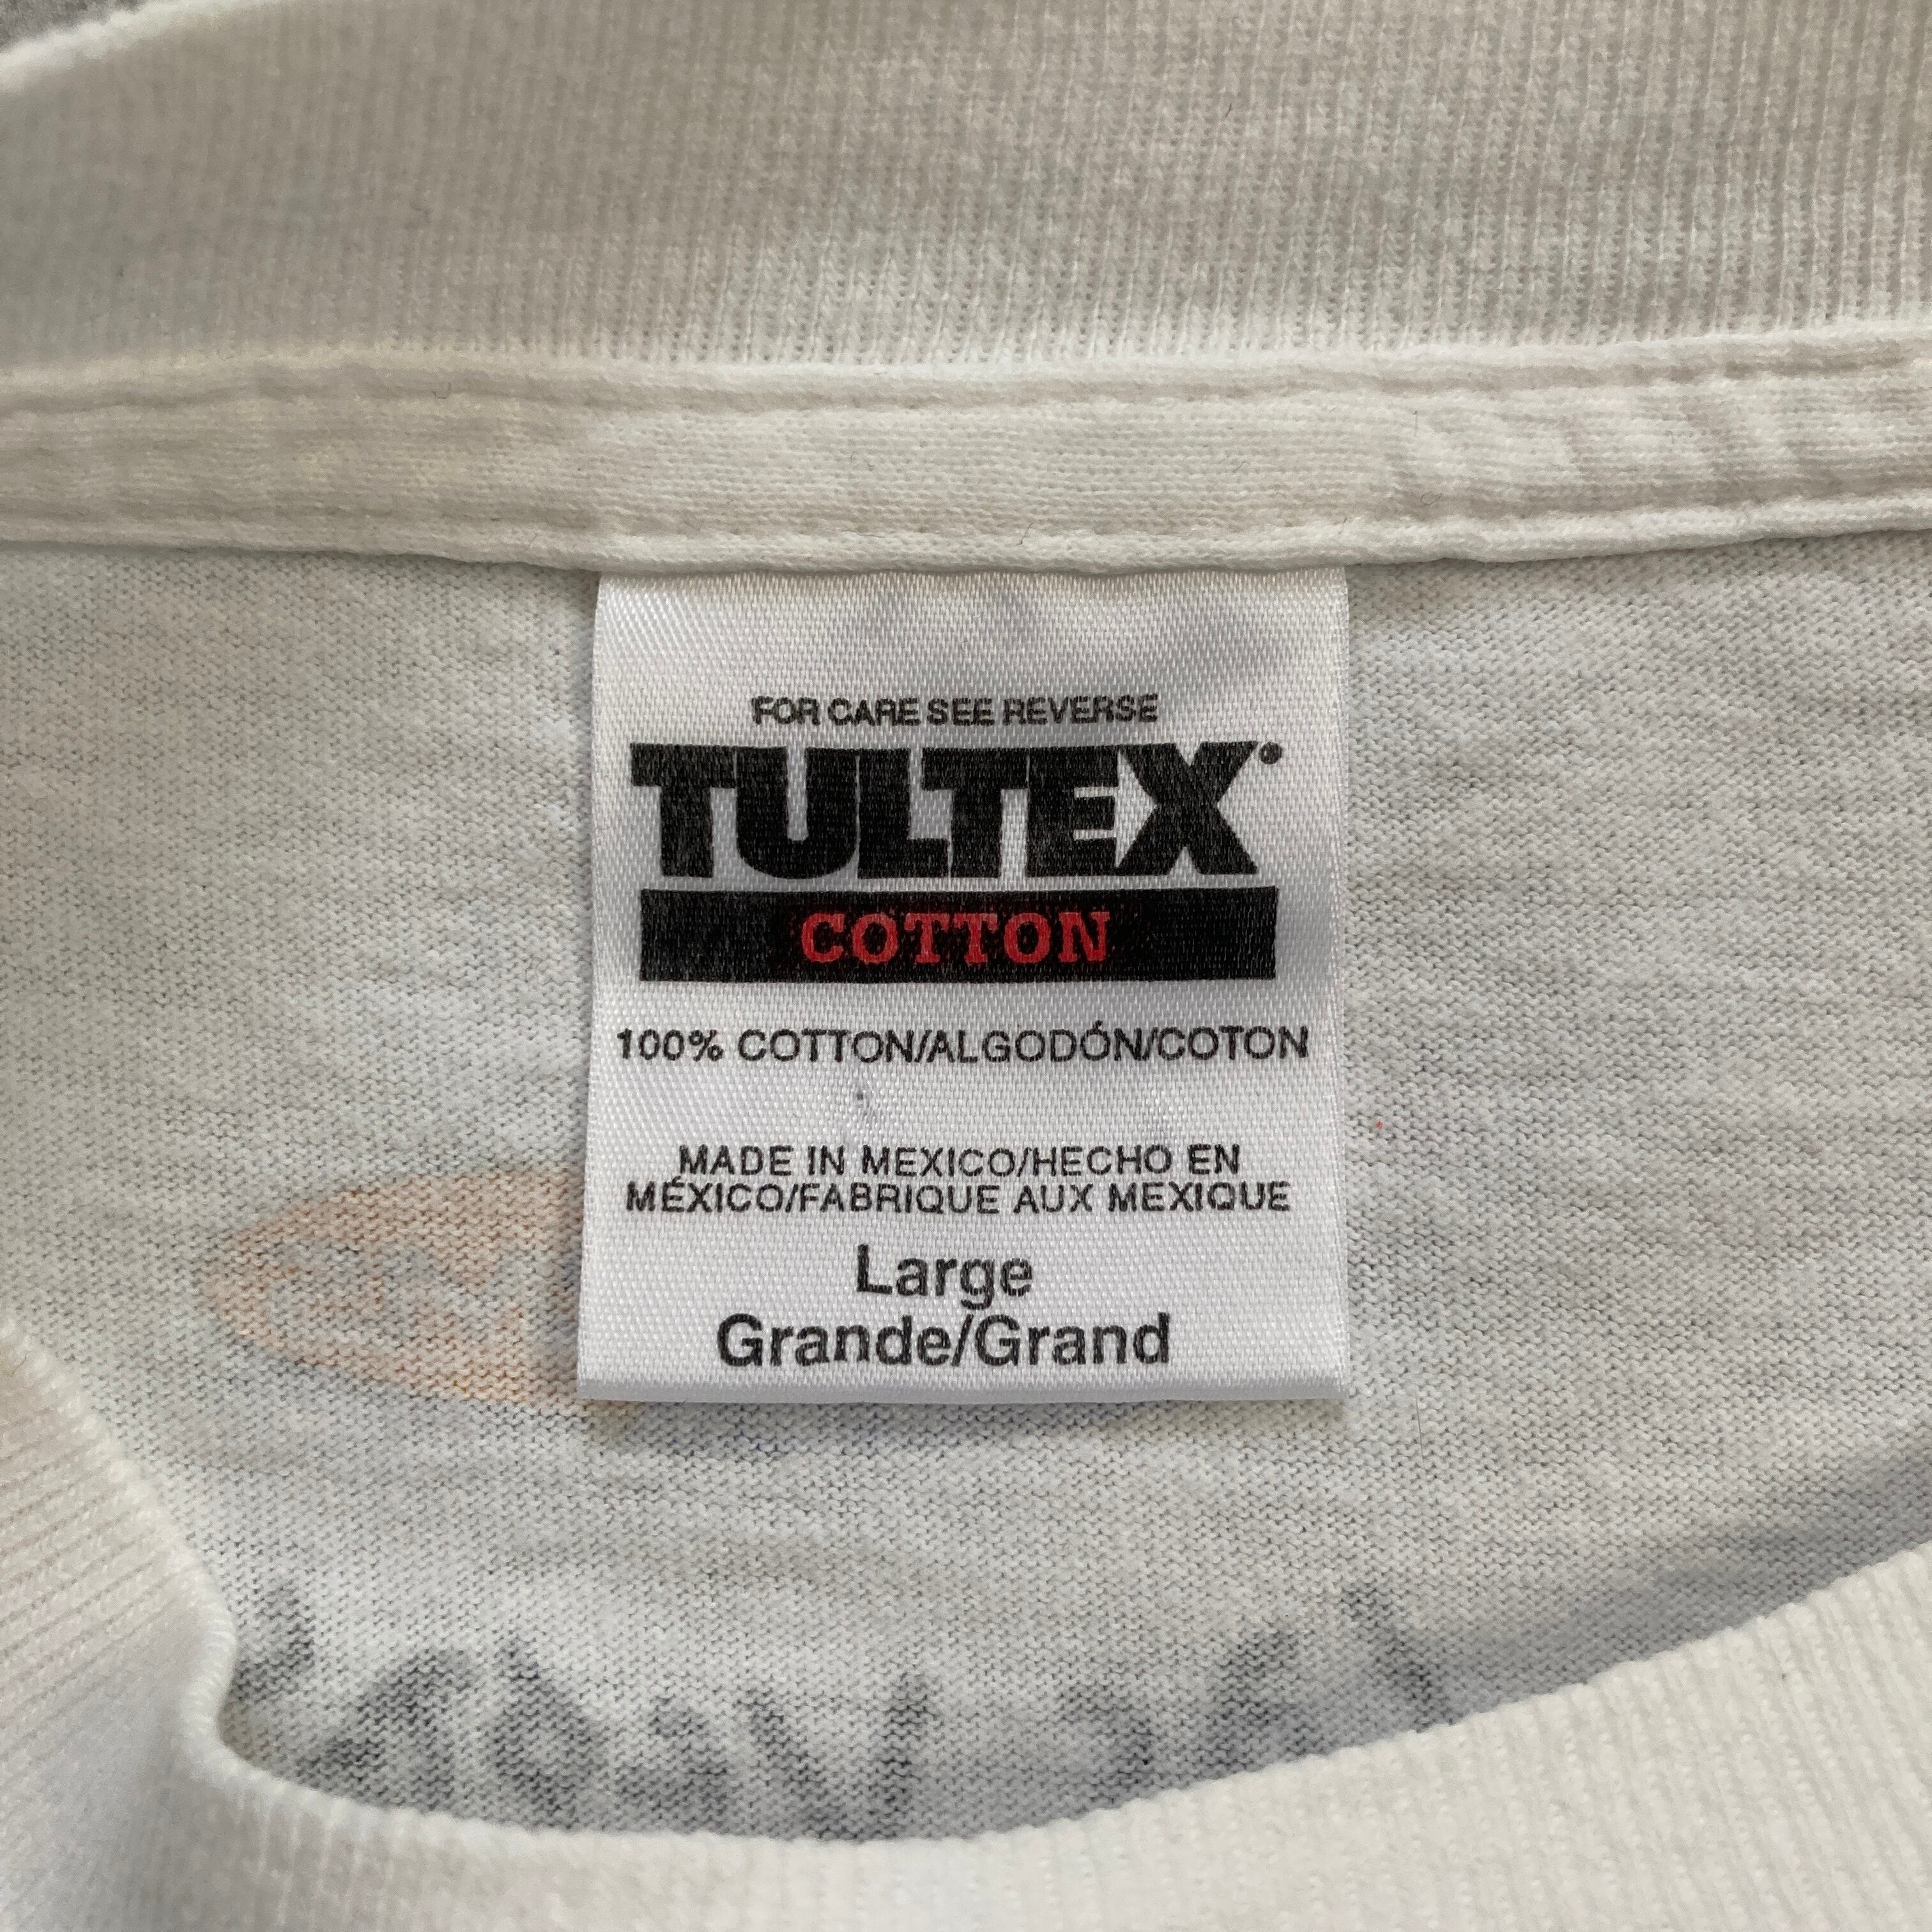 FOR CARE SEE REVERSE
TULTEX
COTTON
100% COTTON/ALGODÓN/COTON
MADE IN MEXICO/HECHO EN
MÉXICO/FABRIQUE AUX MEXIQUE
Large
Grande/Grand